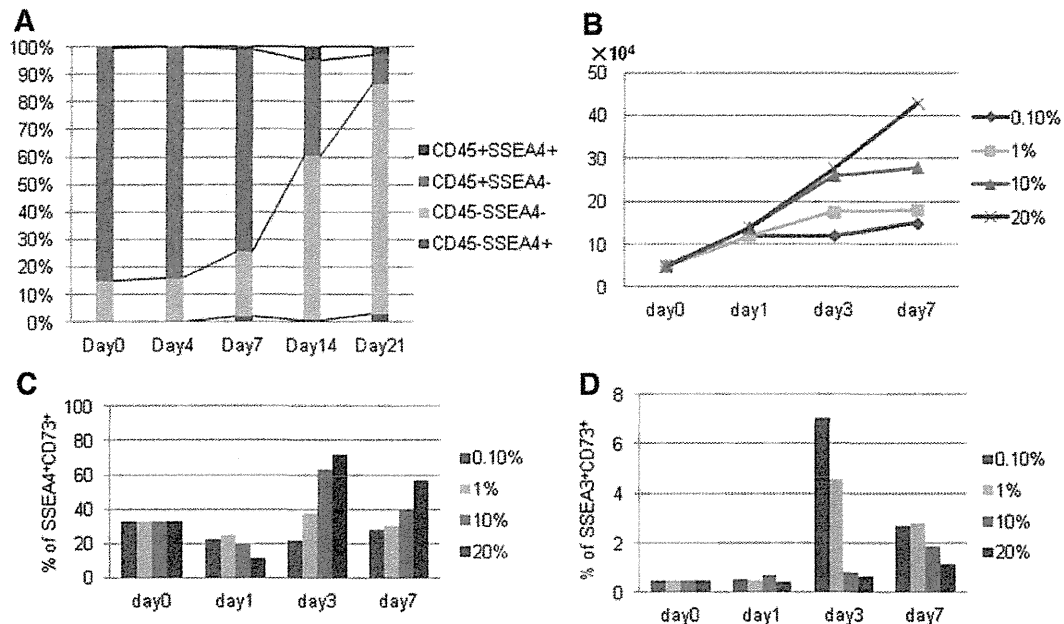 A
100%
90%
80%
70%
60%
50%
40%
30%
20%
10%
0%
Day0 Day4 Day7 Day14 Day21
CD45+SSEA4+
CD45+SSEA4-
CD45-SSEA4-
CD45-SSEA4+
B
×10⁴
50
40
30
20
10
0
day0 day1 day3 day7
0.10%
1%
10%
20%
C
% of SSEA4⁺CD73⁺
100
80
60
40
20
0
day0 day1 day3 day7
0.10%
1%
10%
20%
D
% of SSEA3⁺CD73⁺
8
6
4
2
0
day0 day1 day3 day7
0.10%
1%
10%
20%